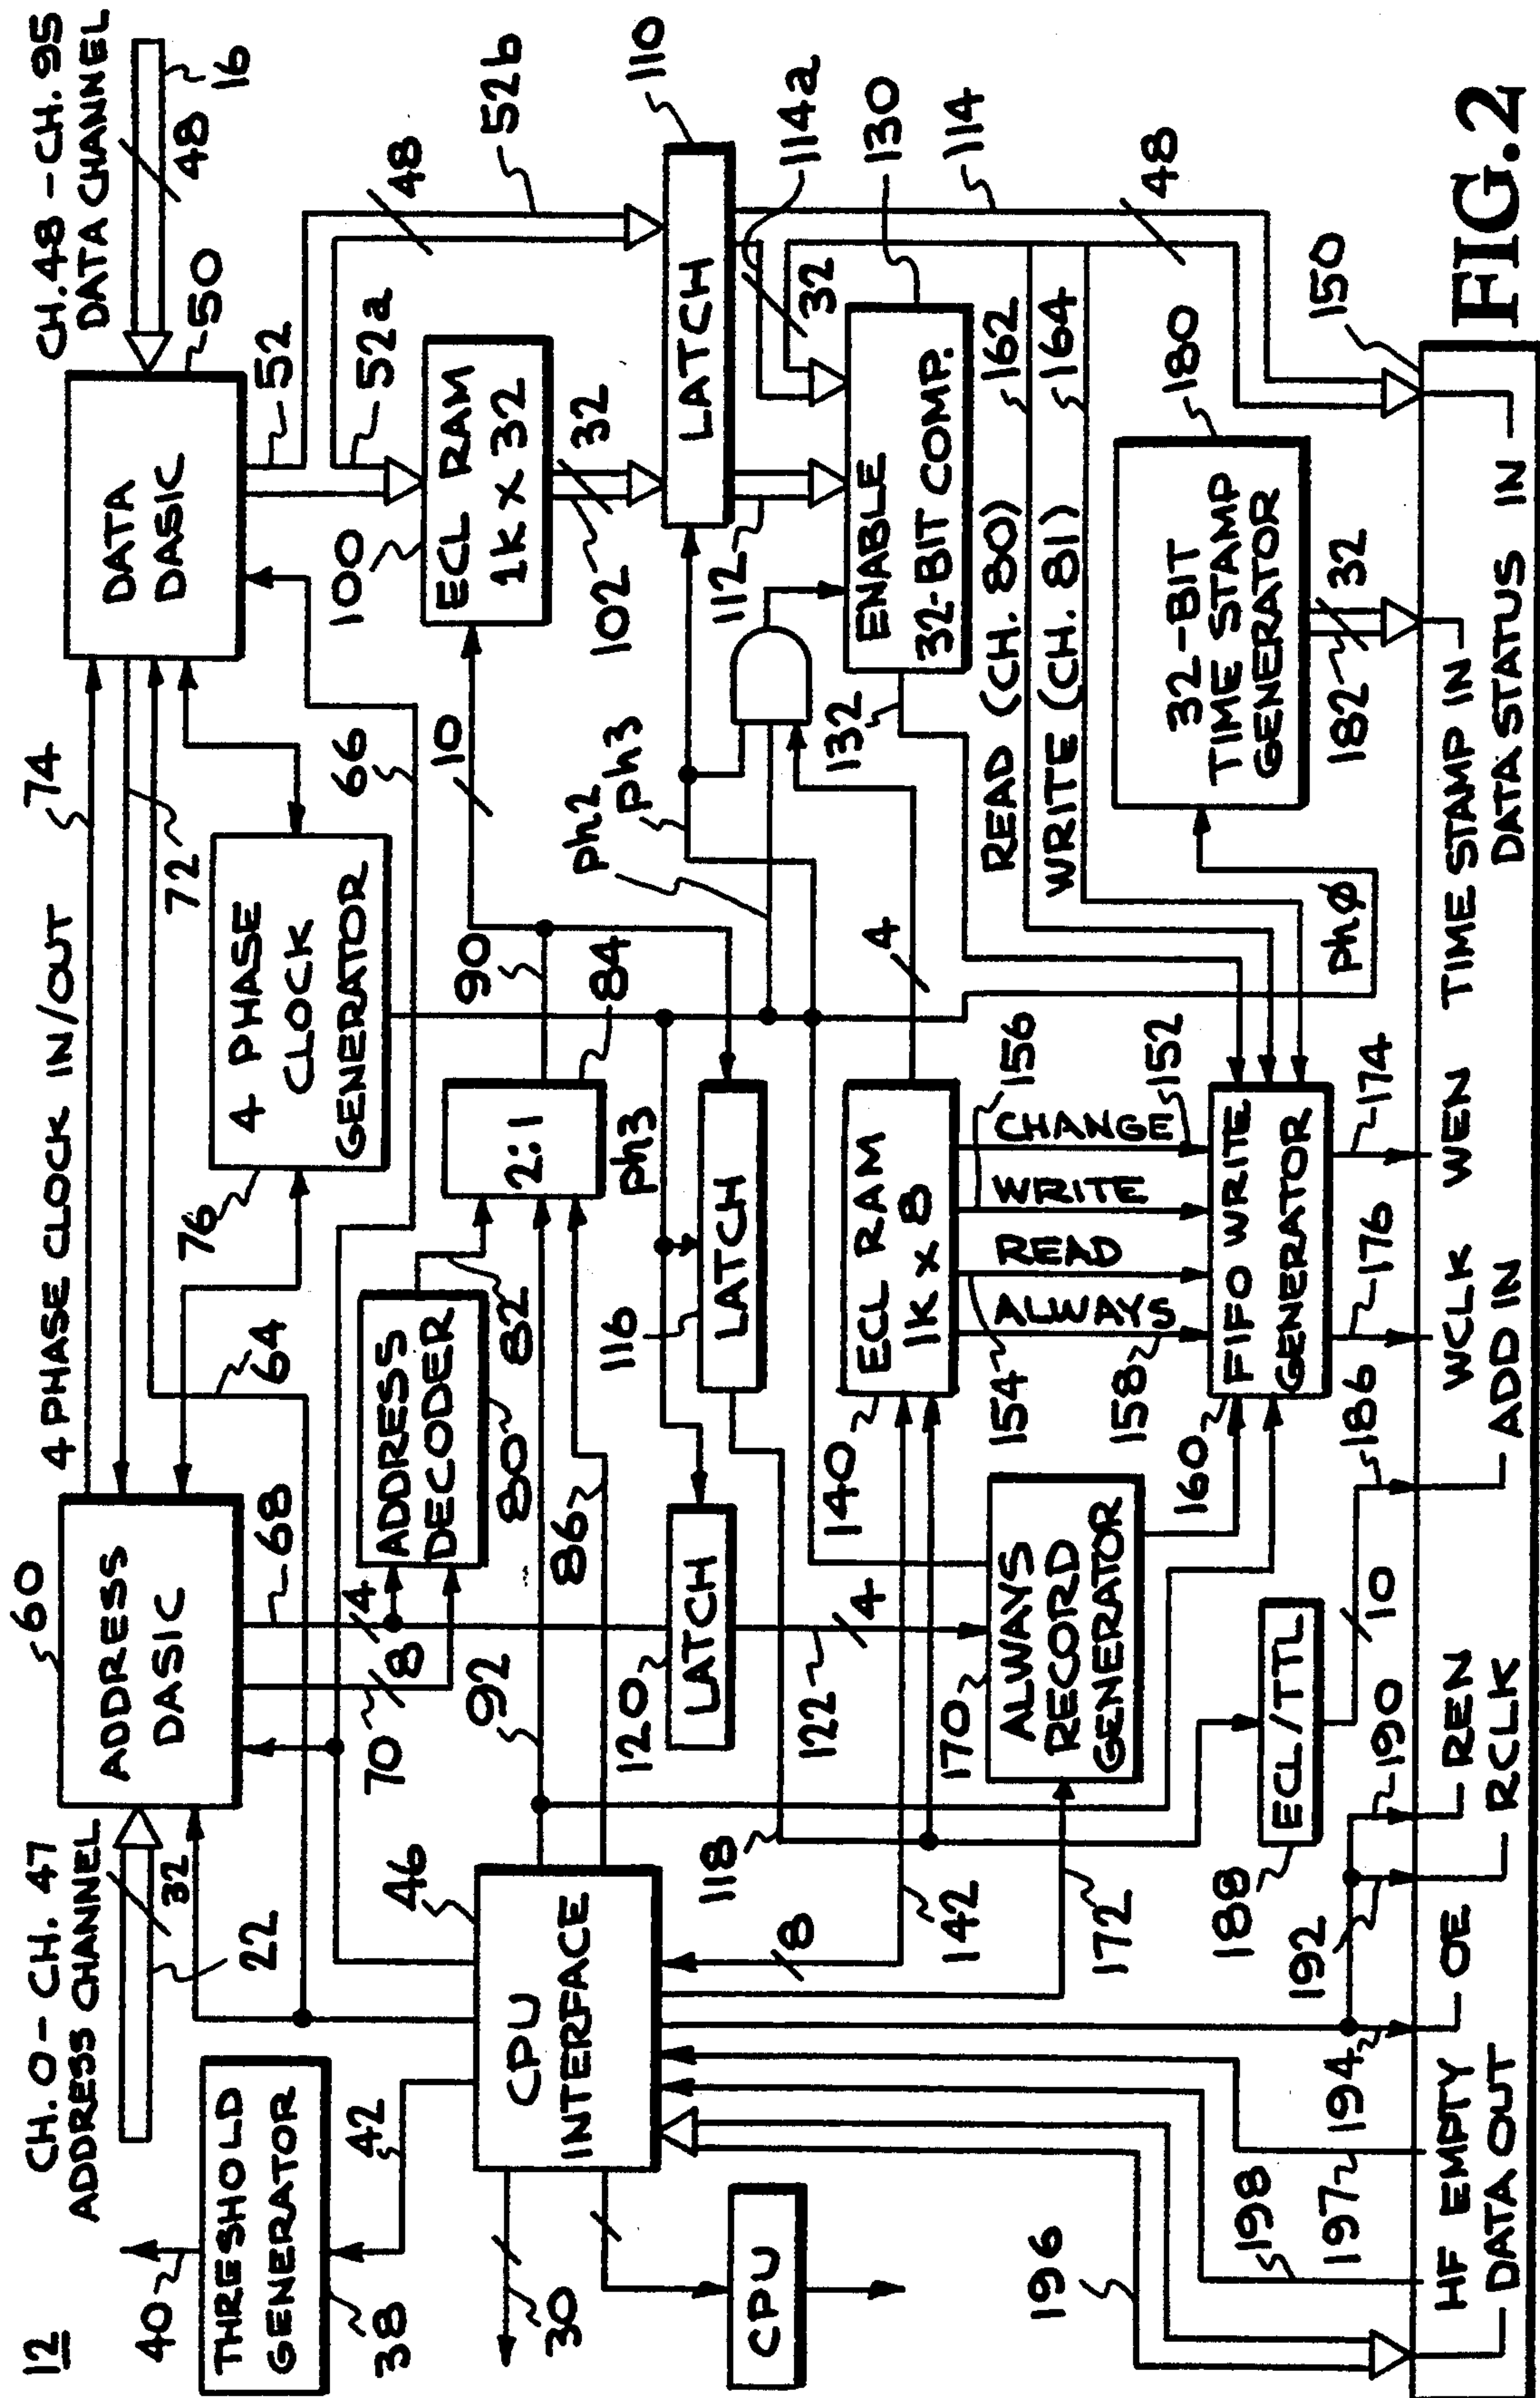 12
CH. 0 - CH. 47
ADDRESS CHANNEL
32
22
4 PHASE CLOCK IN/OUT
74
CH. 48 - CH. 95
DATA CHANNEL
48
16
40
THRESHOLD
GENERATOR
38
42
60
ADDRESS
DASIC
68
4
8
70
64
72
76
4 PHASE
CLOCK
GENERATOR
66
DATA
DASIC
50
52
52a
52b
48
46
CPU
INTERFACE
30
CPU
92
86
ADDRESS
DECODER
80
82
2:1
84
90
10
100
ECL RAM
1K x 32
102
32
LATCH
110
ph3
116
LATCH
120
LATCH
122
4
118
ph2
ph3
112
114a
32
ENABLE
32-BIT COMP.
130
132
114
48
8
142
140
ECL RAM
1K x 8
4
CHANGE
WRITE
READ
ALWAYS
156
152
154
158
READ (CH. 80)
162
WRITE (CH. 81)
164
170
ALWAYS
RECORD
GENERATOR
172
160
FIFO WRITE
GENERATOR
phø
32-BIT
TIME STAMP
GENERATOR
180
182
32
150
188
ECL/TTL
10
186
176
174
190
192
194
197
198
196
HF EMPTY
OE
REN
WCLK
WEN
TIME STAMP IN
DATA OUT
RCLK
ADD IN
DATA STATUS IN
FIG.2